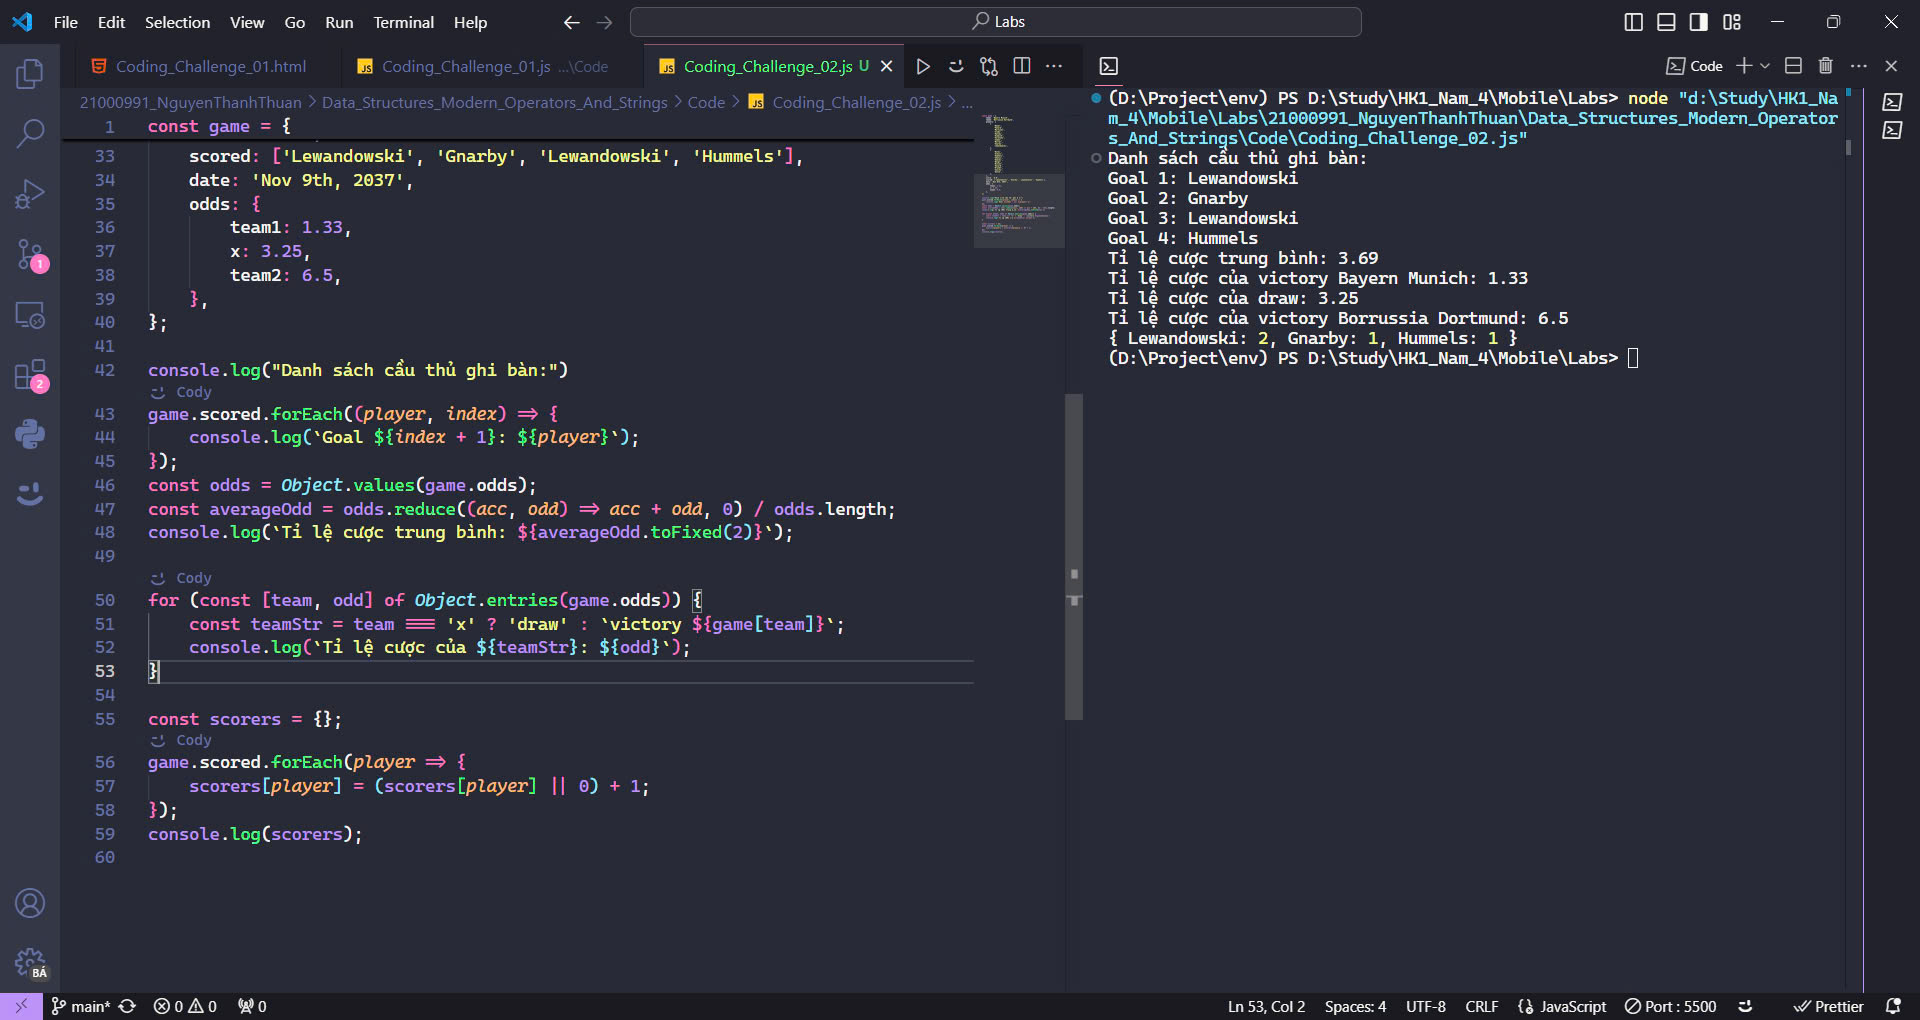 File Edit Selection View Go Run Terminal Help
Labs
Coding_Challenge_01.html
JS Coding_Challenge_01.js ...\Code
JS Coding_Challenge_02.js U
Code
21000991_NguyenThanhThuan > Data_Structures_Modern_Operators_And_Strings > Code > JS Coding_Challenge_02.js > ...
1 const game = {
33 scored: ['Lewandowski', 'Gnarby', 'Lewandowski', 'Hummels'],
34 date: 'Nov 9th, 2037',
35 odds: {
36 team1: 1.33,
37 x: 3.25,
38 team2: 6.5,
39 },
40 };
41
42 console.log("Danh sách cầu thủ ghi bàn:")
Cody
43 game.scored.forEach((player, index) => {
44 console.log(`Goal ${index + 1}: ${player}`);
45 });
46 const odds = Object.values(game.odds);
47 const averageOdd = odds.reduce((acc, odd) => acc + odd, 0) / odds.length;
48 console.log(`Tỉ lệ cược trung bình: ${averageOdd.toFixed(2)}`);
49
Cody
50 for (const [team, odd] of Object.entries(game.odds)) {
51 const teamStr = team === 'x' ? 'draw' : `victory ${game[team]}`;
52 console.log(`Tỉ lệ cược của ${teamStr}: ${odd}`);
53 }
54
55 const scorers = {};
Cody
56 game.scored.forEach(player => {
57 scorers[player] = (scorers[player] || 0) + 1;
58 });
59 console.log(scorers);
60
(D:\Project\env) PS D:\Study\HK1_Nam_4\Mobile\Labs> node "d:\Study\HK1_Na
m_4\Mobile\Labs\21000991_NguyenThanhThuan\Data_Structures_Modern_Operator
s_And_Strings\Code\Coding_Challenge_02.js"
Danh sách cầu thủ ghi bàn:
Goal 1: Lewandowski
Goal 2: Gnarby
Goal 3: Lewandowski
Goal 4: Hummels
Tỉ lệ cược trung bình: 3.69
Tỉ lệ cược của victory Bayern Munich: 1.33
Tỉ lệ cược của draw: 3.25
Tỉ lệ cược của victory Borrussia Dortmund: 6.5
{ Lewandowski: 2, Gnarby: 1, Hummels: 1 }
(D:\Project\env) PS D:\Study\HK1_Nam_4\Mobile\Labs>
1
2
BÁ
main* 0 0 0
Ln 53, Col 2 Spaces: 4 UTF-8 CRLF JavaScript Port : 5500 Prettier